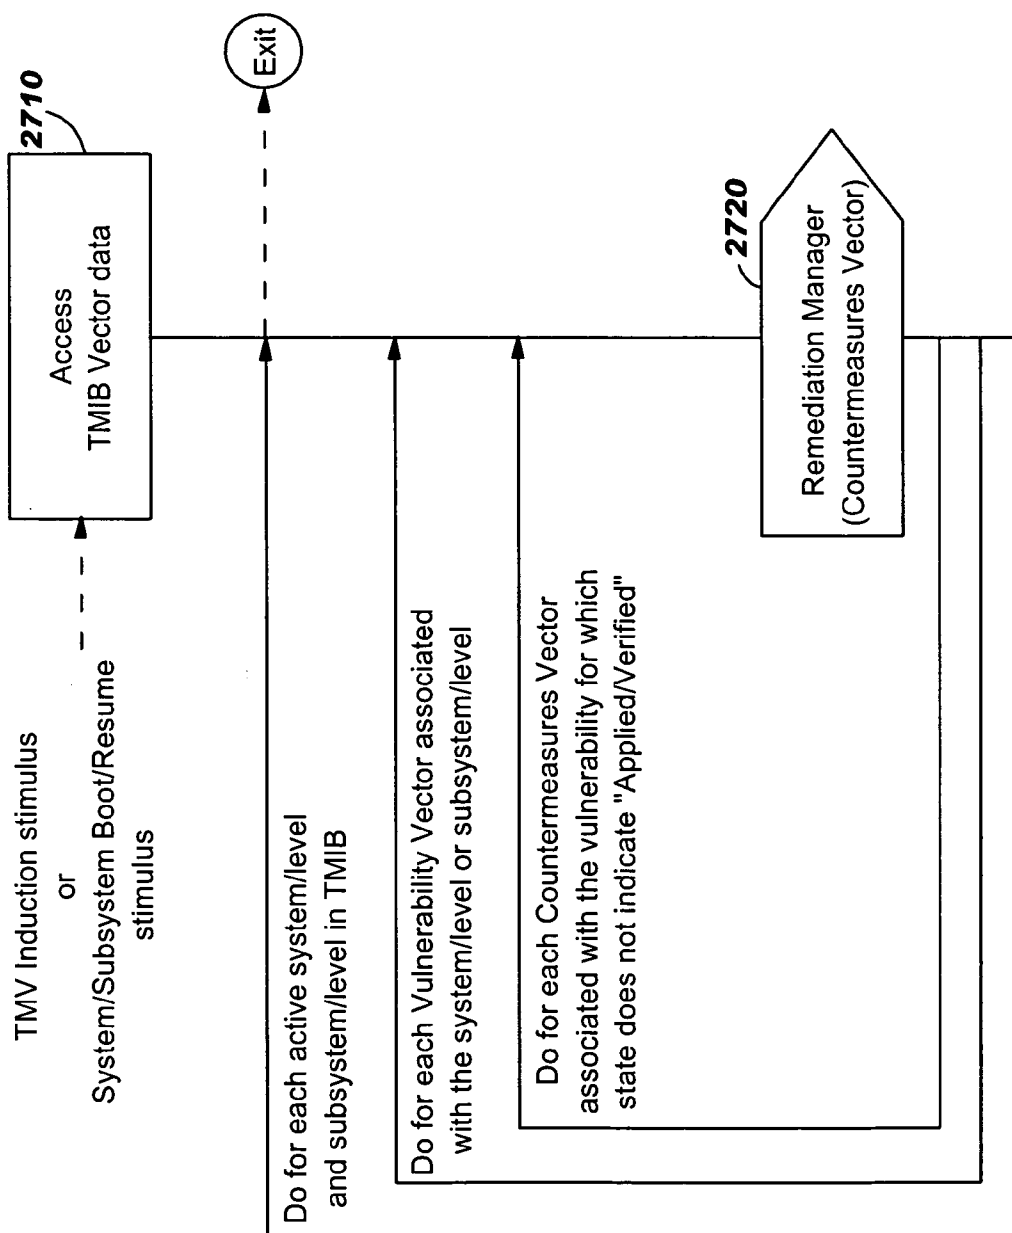 TMV Induction stimulus
or
System/Subsystem Boot/Resume
stimulus
2710
Access
TMIB Vector data
Exit
Do for each active system/level
and subsystem/level in TMIB
Do for each Vulnerability Vector associated
with the system/level or subsystem/level
Do for each Countermeasures Vector
associated with the vulnerability for which
state does not indicate "Applied/Verified"
2720
Remediation Manager
(Countermeasures Vector)